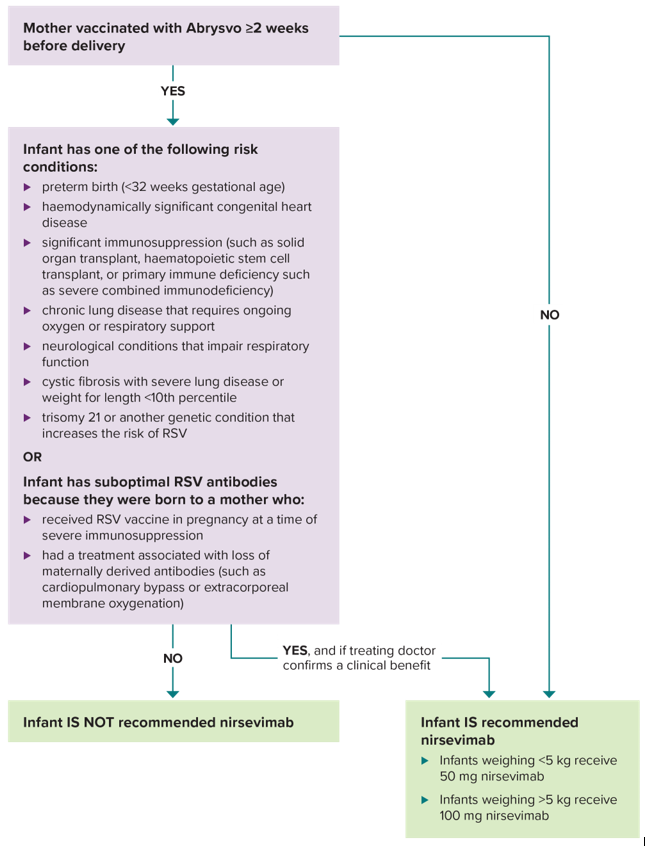 Mother vaccinated with Abrysvo ≥2 weeks
before delivery
YES
Infant has one of the following risk
conditions:
preterm birth (<32 weeks gestational age)
haemodynamically significant congenital heart
disease
significant immunosuppression (such as solid
organ transplant, haematopoietic stem cell
transplant, or primary immune deficiency such
as severe combined immunodeficiency)
chronic lung disease that requires ongoing
oxygen or respiratory support
neurological conditions that impair respiratory
function
cystic fibrosis with severe lung disease or
weight for length <10th percentile
trisomy 21 or another genetic condition that
increases the risk of RSV
OR
Infant has suboptimal RSV antibodies
because they were born to a mother who:
received RSV vaccine in pregnancy at a time of
severe immunosuppression
had a treatment associated with loss of
maternally derived antibodies (such as
cardiopulmonary bypass or extracorporeal
membrane oxygenation)
NO
NO
YES, and if treating doctor
confirms a clinical benefit
Infant IS NOT recommended nirsevimab
Infant IS recommended
nirsevimab
Infants weighing <5 kg receive
50 mg nirsevimab
Infants weighing >5 kg receive
100 mg nirsevimab